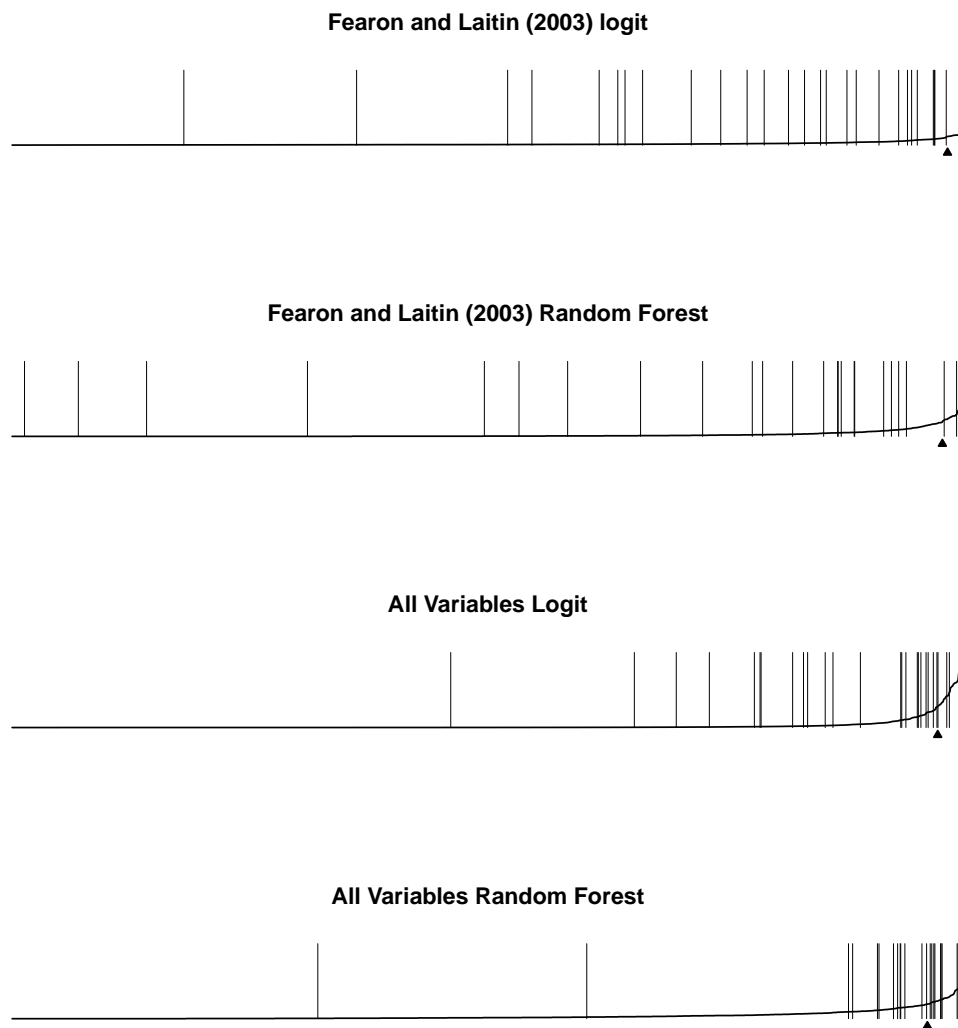 Fearon and Laitin (2003) logit
Fearon and Laitin (2003) Random Forest
All Variables Logit
All Variables Random Forest